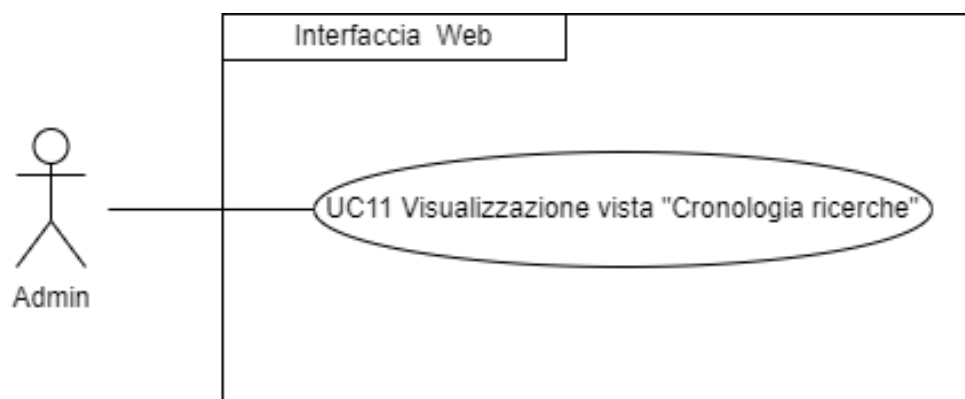 Interfaccia Web
UC11 Visualizzazione vista "Cronologia ricerche"
Admin